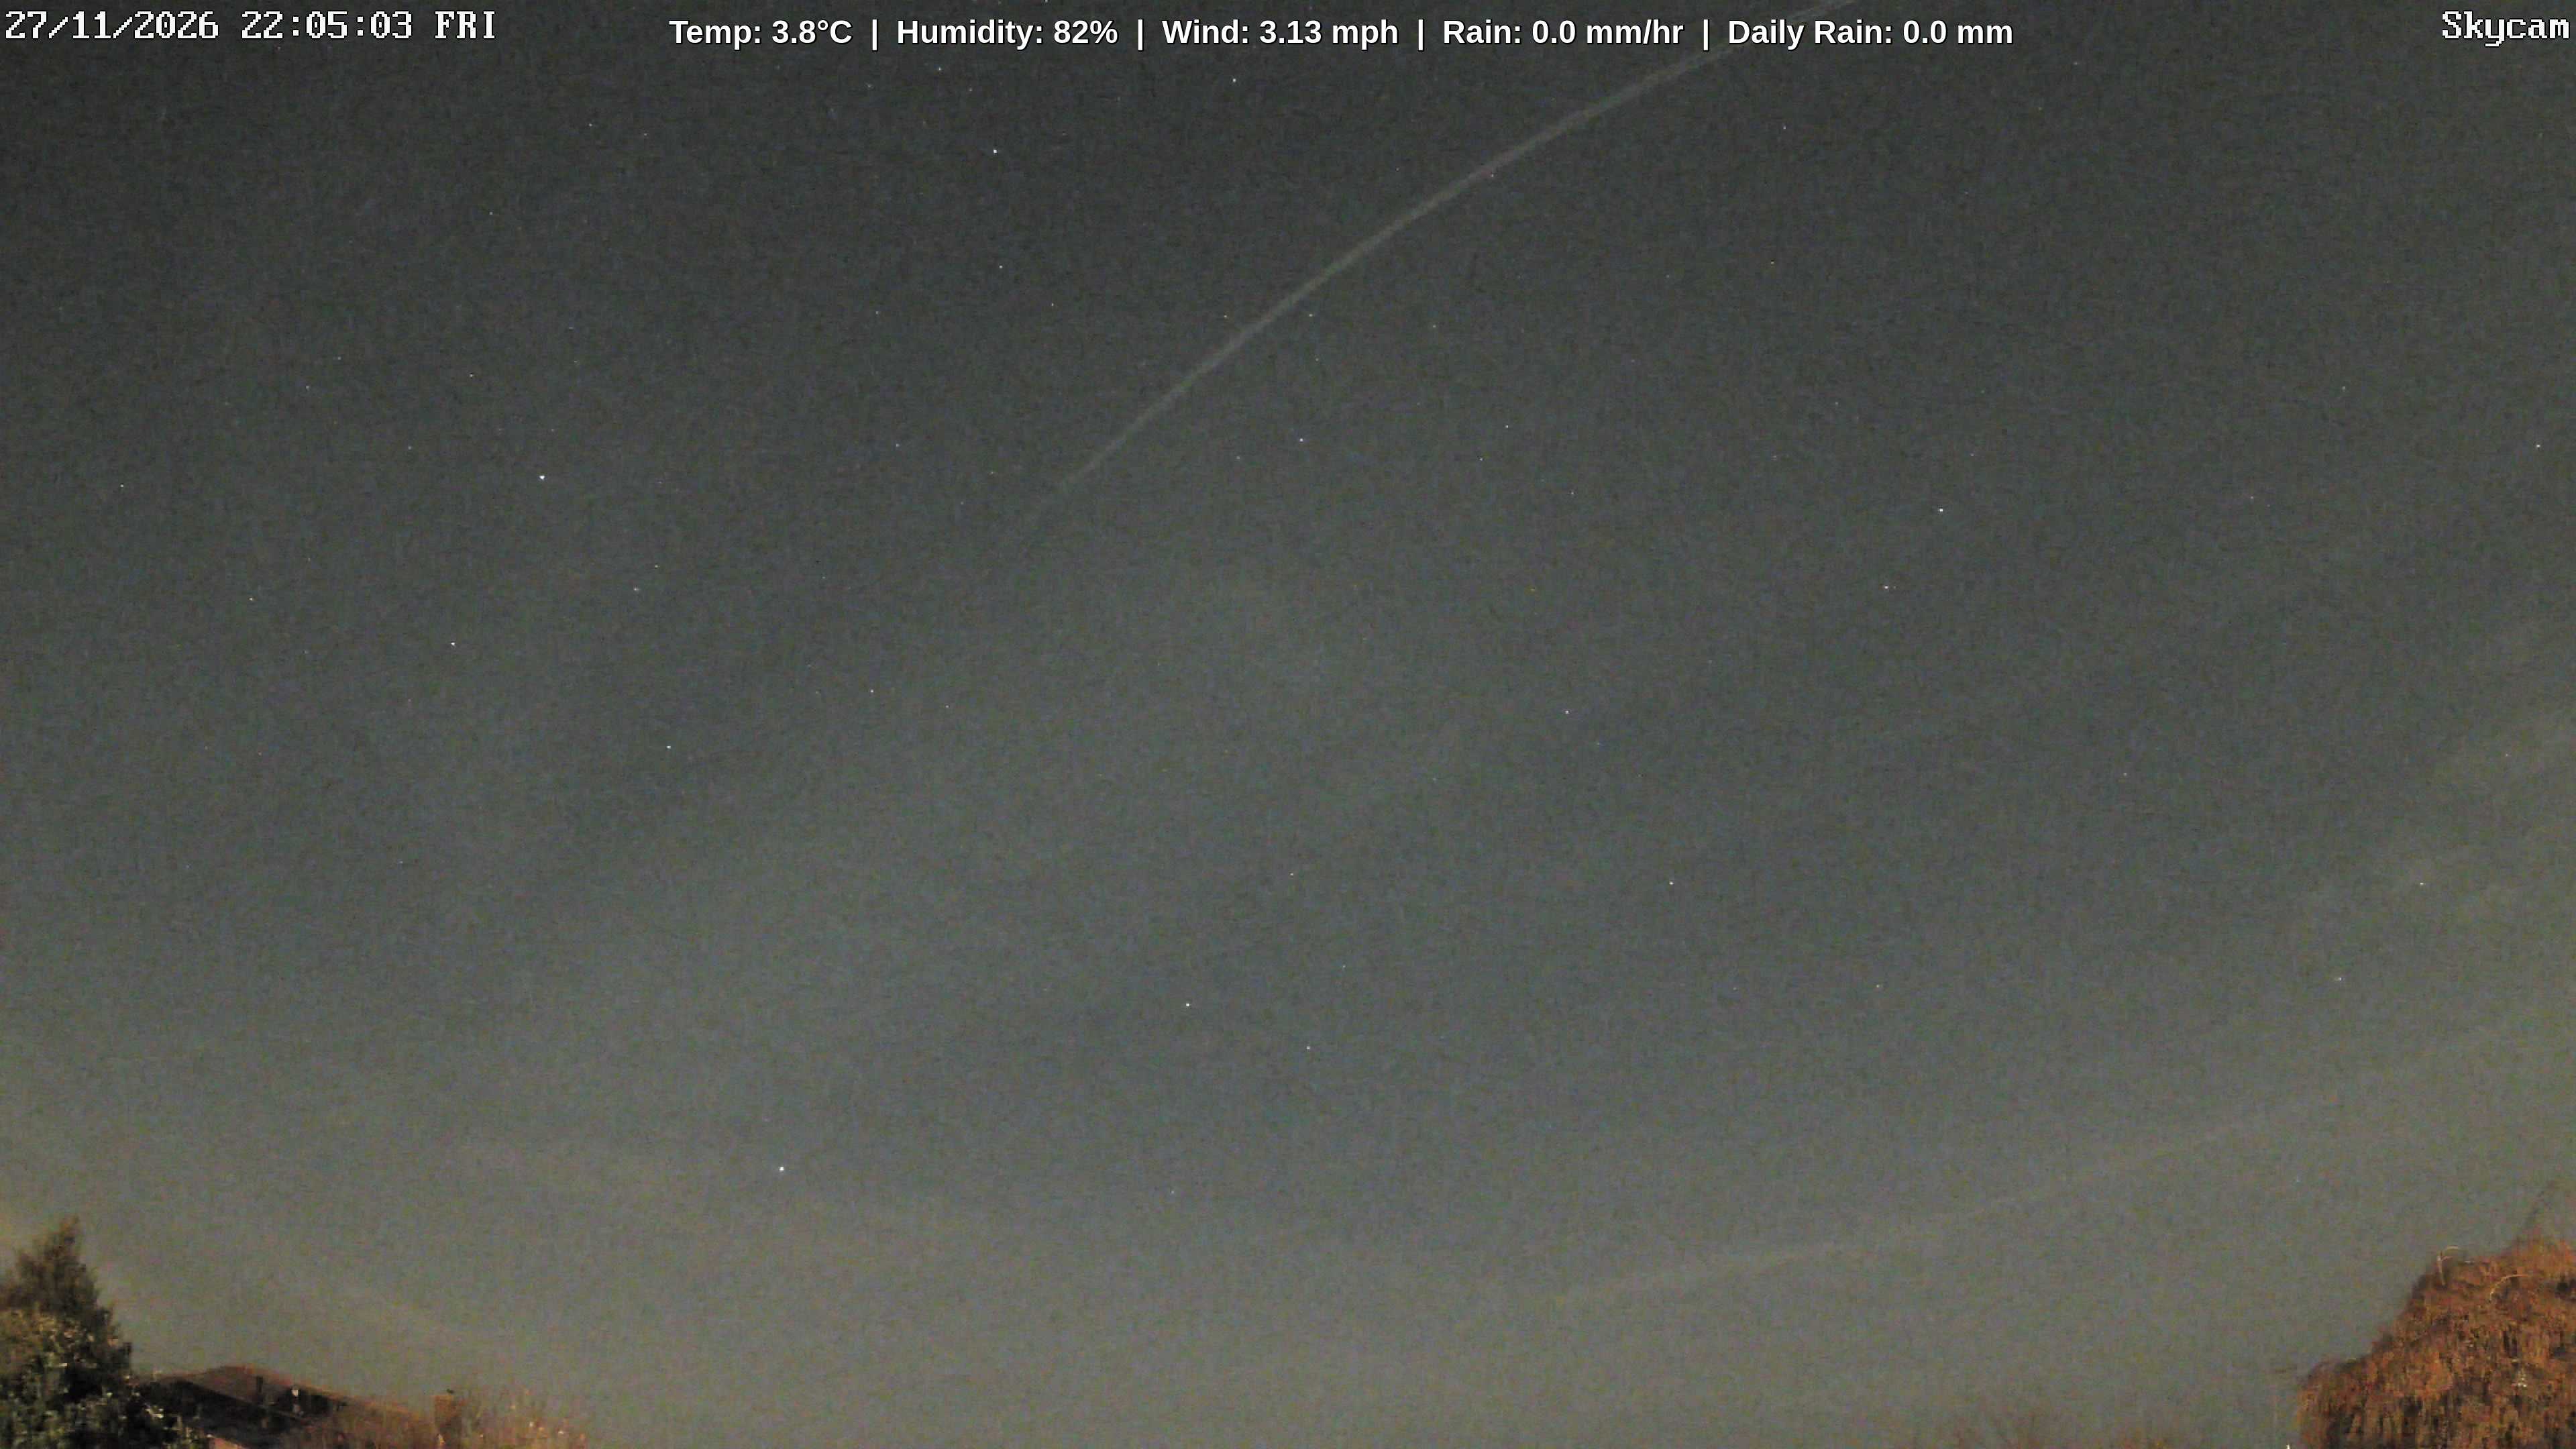 27/11/2026 22:05:03 FRI
Temp: 3.8°C | Humidity: 82% | Wind: 3.13 mph | Rain: 0.0 mm/hr | Daily Rain: 0.0 mm
Skycam